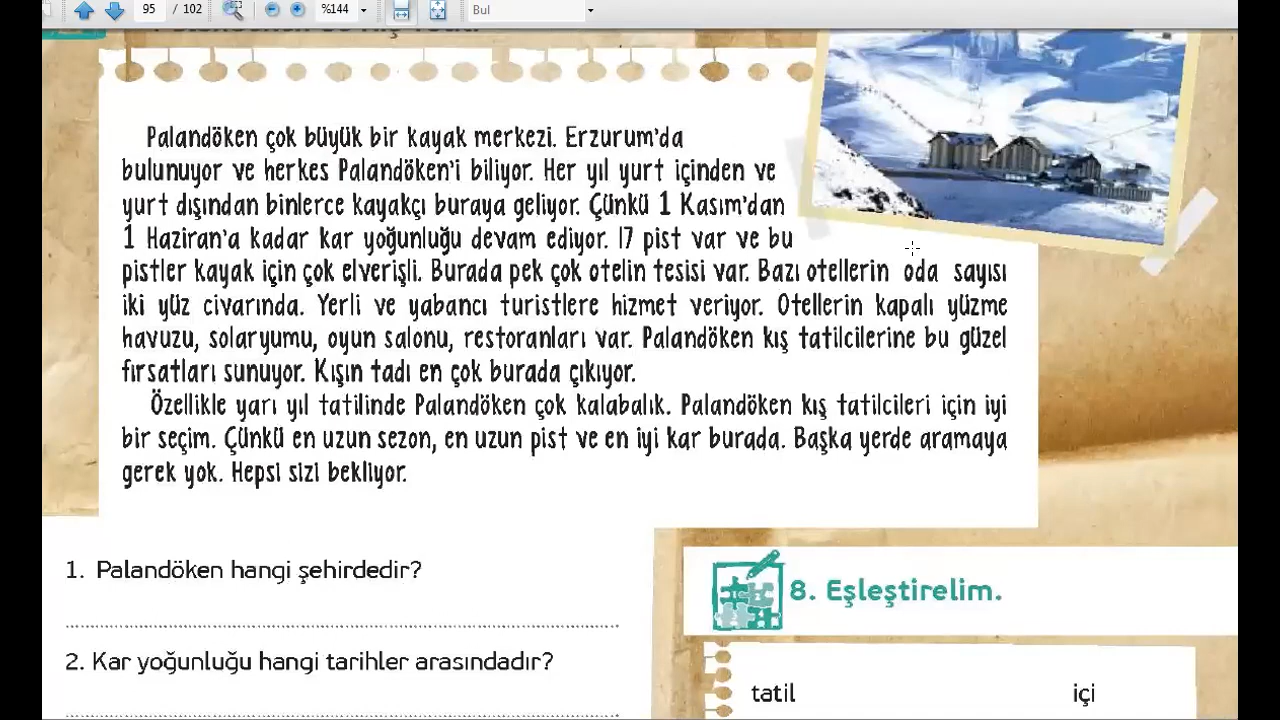 95 / 102
%144
Bul
Palandöken çok büyük bir kayak merkezi. Erzurum'da
bulunuyor ve herkes Palandöken'i biliyor. Her yıl yurt içinden ve
yurt dışından binlerce kayakçı buraya geliyor. Çünkü 1 Kasım'dan
1 Haziran'a kadar kar yoğunluğu devam ediyor. 17 pist var ve bu
pistler kayak için çok elverişli. Burada pek çok otelin tesisi var. Bazı otellerin oda sayısı
iki yüz civarında. Yerli ve yabancı turistlere hizmet veriyor. Otellerin kapalı yüzme
havuzu, solaryumu, oyun salonu, restoranları var. Palandöken kış tatilcilerine bu güzel
fırsatları sunuyor. Kışın tadı en çok burada çıkıyor.
Özellikle yarı yıl tatilinde Palandöken çok kalabalık. Palandöken kış tatilcileri için iyi
bir seçim. Çünkü en uzun sezon, en uzun pist ve en iyi kar burada. Başka yerde aramaya
gerek yok. Hepsi sizi bekliyor.
1. Palandöken hangi şehirdedir?
2. Kar yoğunluğu hangi tarihler arasındadır?
8. Eşleştirelim.
tatil içi